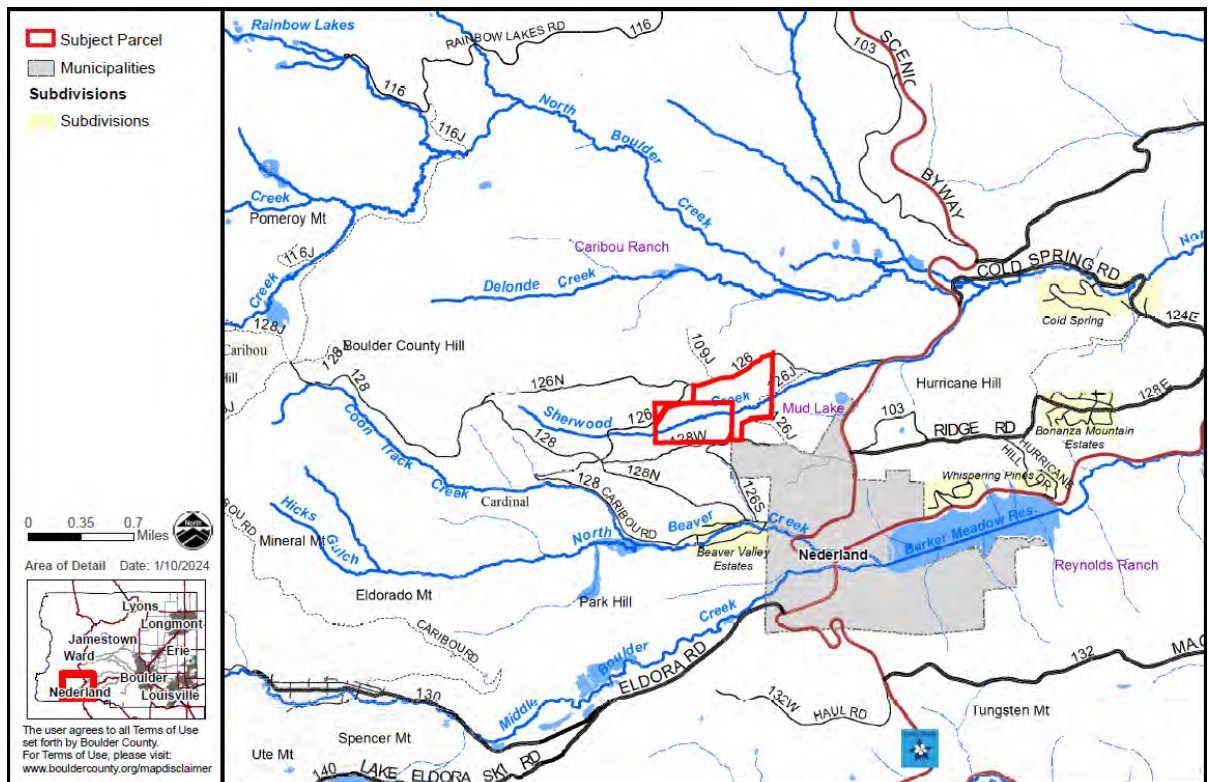 Subject Parcel
Municipalities
Subdivisions
Subdivisions
0 0.35 0.7
Miles
North
Area of Detail Date: 1/10/2024
Lyons
Longmont
Jamestown
Ward
Erie
Boulder
Nederland
Louisville
The user agrees to all Terms of Use
set forth by Boulder County.
For Terms of Use, please visit:
www.bouldercounty.org/mapdisclaimer
Rainbow Lakes
RAINBOW LAKES RD
116
116
116J
North
Boulder
Creek
103
SCENIC
BYWAY
Creek
Pomeroy Mt
116J
Creek
Caribou Ranch
Delonde Creek
COLD SPRING RD
Cold Spring
124E
128J
Caribou
128J
Boulder County Hill
128
109J
126
126J
126N
Sherwood
Creek
126
128W
126J
Mud Lake
Hurricane Hill
103
RIDGE RD
128E
Bonanza Mountain
Estates
HURRICANE
HILL DR
Whispering Pines
Coon
Track
Creek
128
126N
128
CARIBOU RD
126S
Cardinal
Hicks
Gulch
Mineral Mt
North
Beaver
Creek
Beaver Valley
Estates
Nederland
Barker Meadow Res.
Reynolds Ranch
Eldorado Mt
Park Hill
CARIBOU RD
Creek
Boulder
Middle
ELDORA RD
130
132
132W
HAUL RD
Tungsten Mt
Spencer Mt
Ute Mt
140
LAKE ELDORA SKI RD